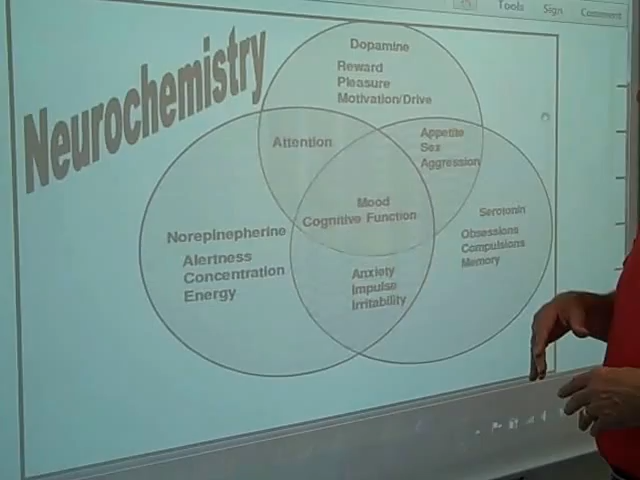 Tools Sign Comment
Neurochemistry
Dopamine
Reward
Pleasure
Motivation/Drive
Attention
Appetite
Sex
Aggression
Mood
Cognitive Function
Norepinepherine
Alertness
Concentration
Energy
Serotonin
Obsessions
Compulsions
Memory
Anxiety
Impulse
Irritability